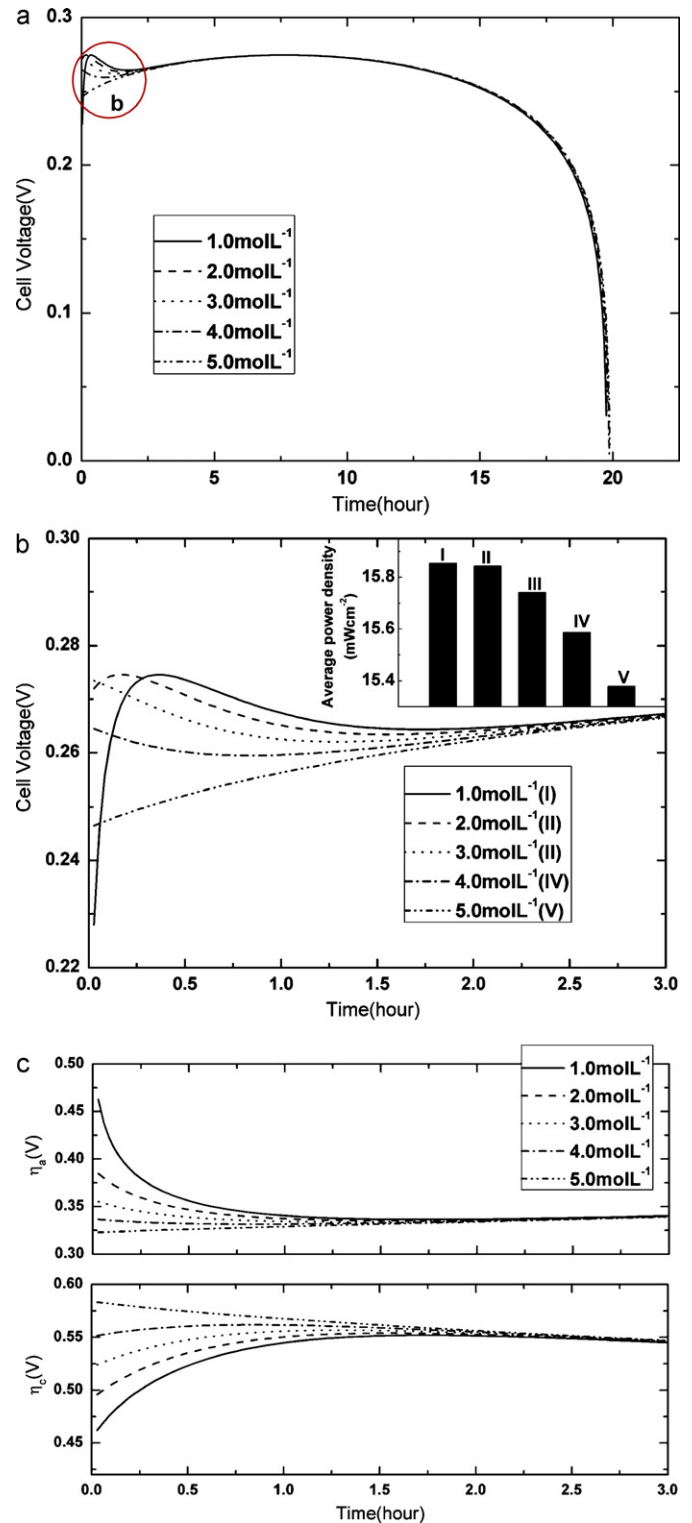 a
0.3
0.2
0.1
0.0
Cell Voltage(V)
b
1.0molL-1
2.0molL-1
3.0molL-1
4.0molL-1
5.0molL-1
0
5
10
15
20
Time(hour)
b
0.30
0.28
0.26
0.24
0.22
Cell Voltage(V)
Average power density
(mWcm-2)
15.8
15.6
15.4
I
II
III
IV
V
1.0molL-1(I)
2.0molL-1(II)
3.0molL-1(II)
4.0molL-1(IV)
5.0molL-1(V)
0.0
0.5
1.0
1.5
2.0
2.5
3.0
Time(hour)
c
0.50
0.45
0.40
0.35
0.30
ηa(V)
1.0molL-1
2.0molL-1
3.0molL-1
4.0molL-1
5.0molL-1
0.60
0.55
0.50
0.45
ηc(V)
0.0
0.5
1.0
1.5
2.0
2.5
3.0
Time(hour)